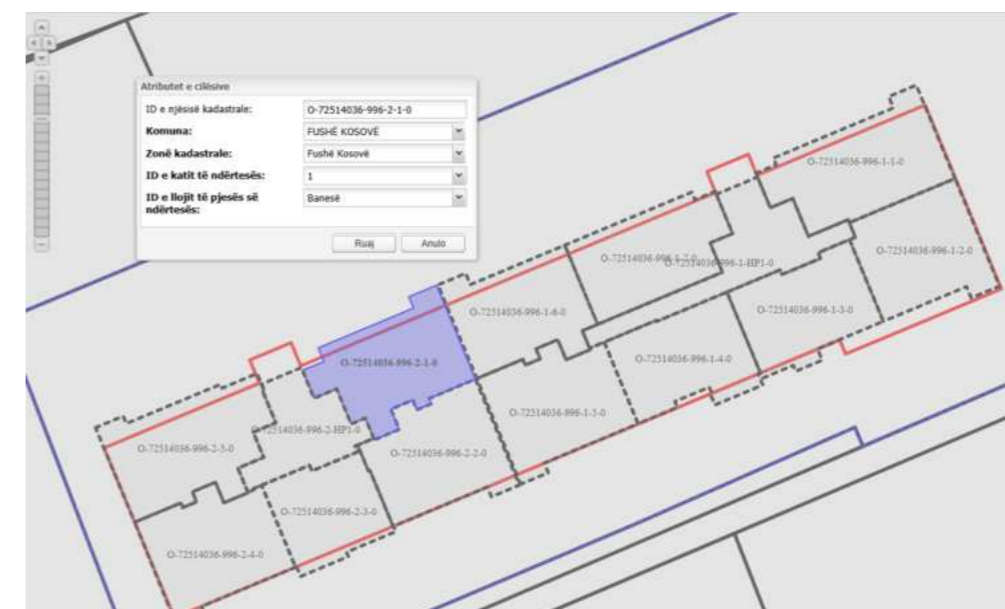 Atributet e cilësive
ID e njësisë kadastrale: O-72514036-996-2-1-0
Komuna: FUSHË KOSOVË
Zonë kadastrale: Fushë Kosovë
ID e katit të ndërtesës: 1
ID e llojit të pjesës së ndërtesës: Banesë
Ruaj Anulo
O-72514036-996-1-1-0
O-72514036-996-1-2-0
O-72514036-996-1-7-0
O-72514036-996-1-HP1-0
O-72514036-996-1-3-0
O-72514036-996-1-6-0
O-72514036-996-1-4-0
O-72514036-996-2-1-0
O-72514036-996-1-5-0
O-72514036-996-2-HP1-0
O-72514036-996-2-5-0
O-72514036-996-2-2-0
O-72514036-996-2-3-0
O-72514036-996-2-4-0